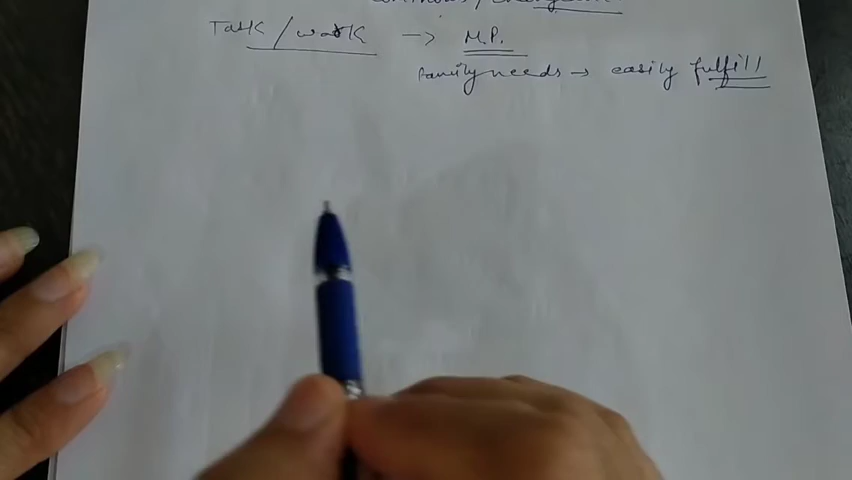 Task / work → M.P.
Family needs → easily fulfill